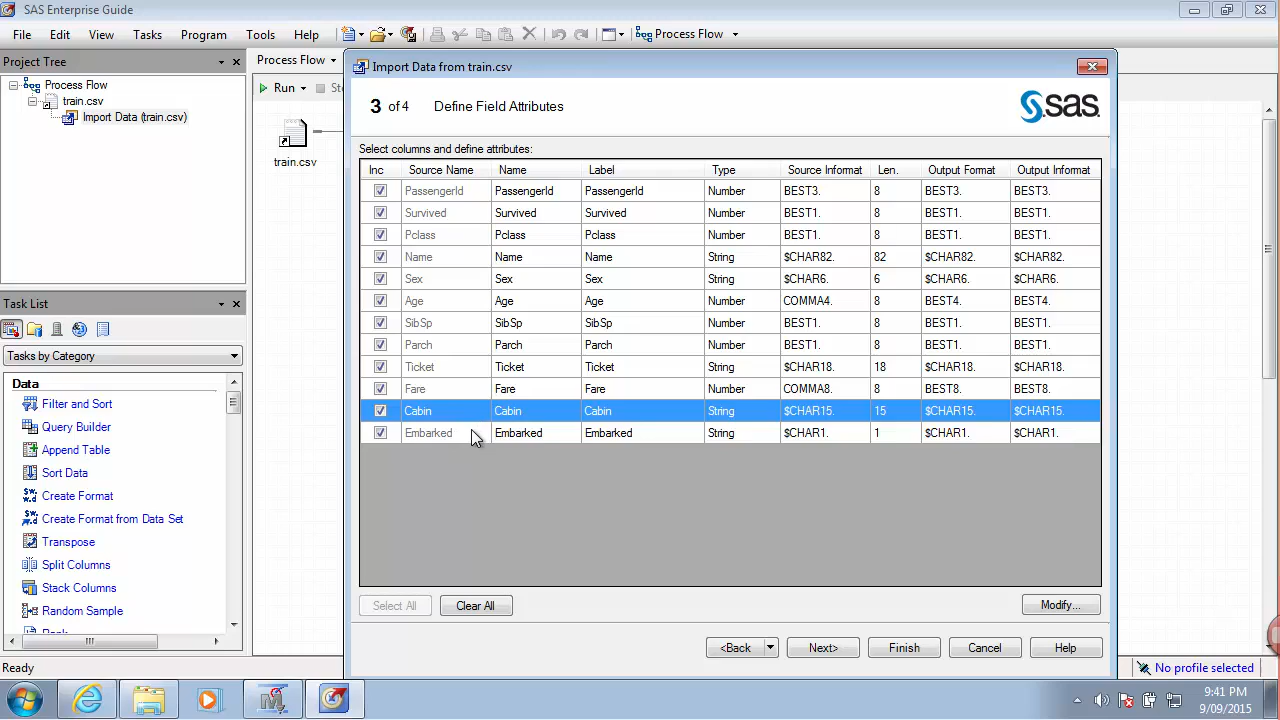 SAS Enterprise Guide
File Edit View Tasks Program Tools Help Process Flow
Project Tree
Process Flow
train.csv
Import Data (train.csv)
Process Flow
Run
train.csv
Import Data from train.csv
3 of 4 Define Field Attributes
sas
Select columns and define attributes:
Inc Source Name Name Label Type Source Informat Len. Output Format Output Informat
PassengerId PassengerId PassengerId Number BEST3. 8 BEST3. BEST3.
Survived Survived Survived Number BEST1. 8 BEST1. BEST1.
Pclass Pclass Pclass Number BEST1. 8 BEST1. BEST1.
Name Name Name String $CHAR82. 82 $CHAR82. $CHAR82.
Sex Sex Sex String $CHAR6. 6 $CHAR6. $CHAR6.
Age Age Age Number COMMA4. 8 BEST4. BEST4.
SibSp SibSp SibSp Number BEST1. 8 BEST1. BEST1.
Parch Parch Parch Number BEST1. 8 BEST1. BEST1.
Ticket Ticket Ticket String $CHAR18. 18 $CHAR18. $CHAR18.
Fare Fare Fare Number COMMA8. 8 BEST8. BEST8.
Cabin Cabin Cabin String $CHAR15. 15 $CHAR15. $CHAR15.
Embarked Embarked Embarked String $CHAR1. 1 $CHAR1. $CHAR1.
Select All Clear All Modify...
<Back Next> Finish Cancel Help
Task List
Tasks by Category
Data
Filter and Sort
Query Builder
Append Table
Sort Data
Create Format
Create Format from Data Set
Transpose
Split Columns
Stack Columns
Random Sample
Ready
No profile selected
9:41 PM
9/09/2015